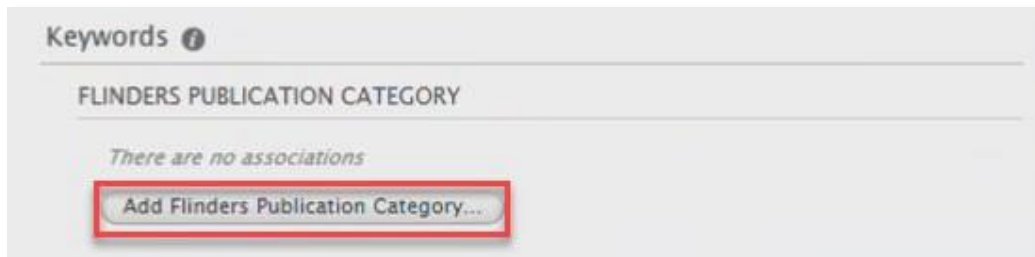 Keywords
FLINDERS PUBLICATION CATEGORY
There are no associations
Add Flinders Publication Category...